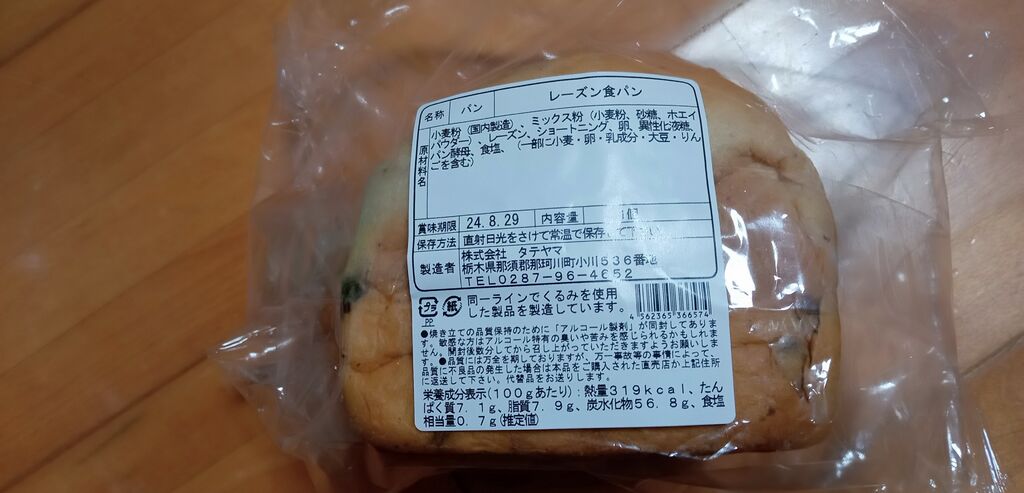 名称 パン レーズン食パン
原材料名 小麦粉（国内製造）、ミックス粉（小麦粉、砂糖、ホエイ
パウダー）、レーズン、ショートニング、卵、異性化液糖、
パン酵母、食塩、（一部に小麦・卵・乳成分・大豆・りん
ごを含む）
賞味期限 24.8.29 内容量 1個
保存方法 直射日光をさけて常温で保存して下さい。
製造者 株式会社 タテヤマ
栃木県那須郡那珂川町小川536番地
TEL0287-96-4652
プラ 紙 同一ラインでくるみを使用
PP した製品を製造しています。
4562365366574
●焼き立ての品質保持のために「アルコール製剤」が同封してありま
す。敏感な方はアルコール特有の臭いや苦みを感じられるかもしれま
せん。開封後数分してから召し上がっていただきますようお願いしま
す。●品質には万全を期しておりますが、万一事故等の事情によって、
品質に不良品の発生した場合は本品をご購入された直売店か上記住所
に返送して下さい。代替品をお送りします。
栄養成分表示(100gあたり):熱量319kcal、たん
ぱく質7.1g、脂質7.9g、炭水化物56.8g、食塩
相当量0.7g(推定値)